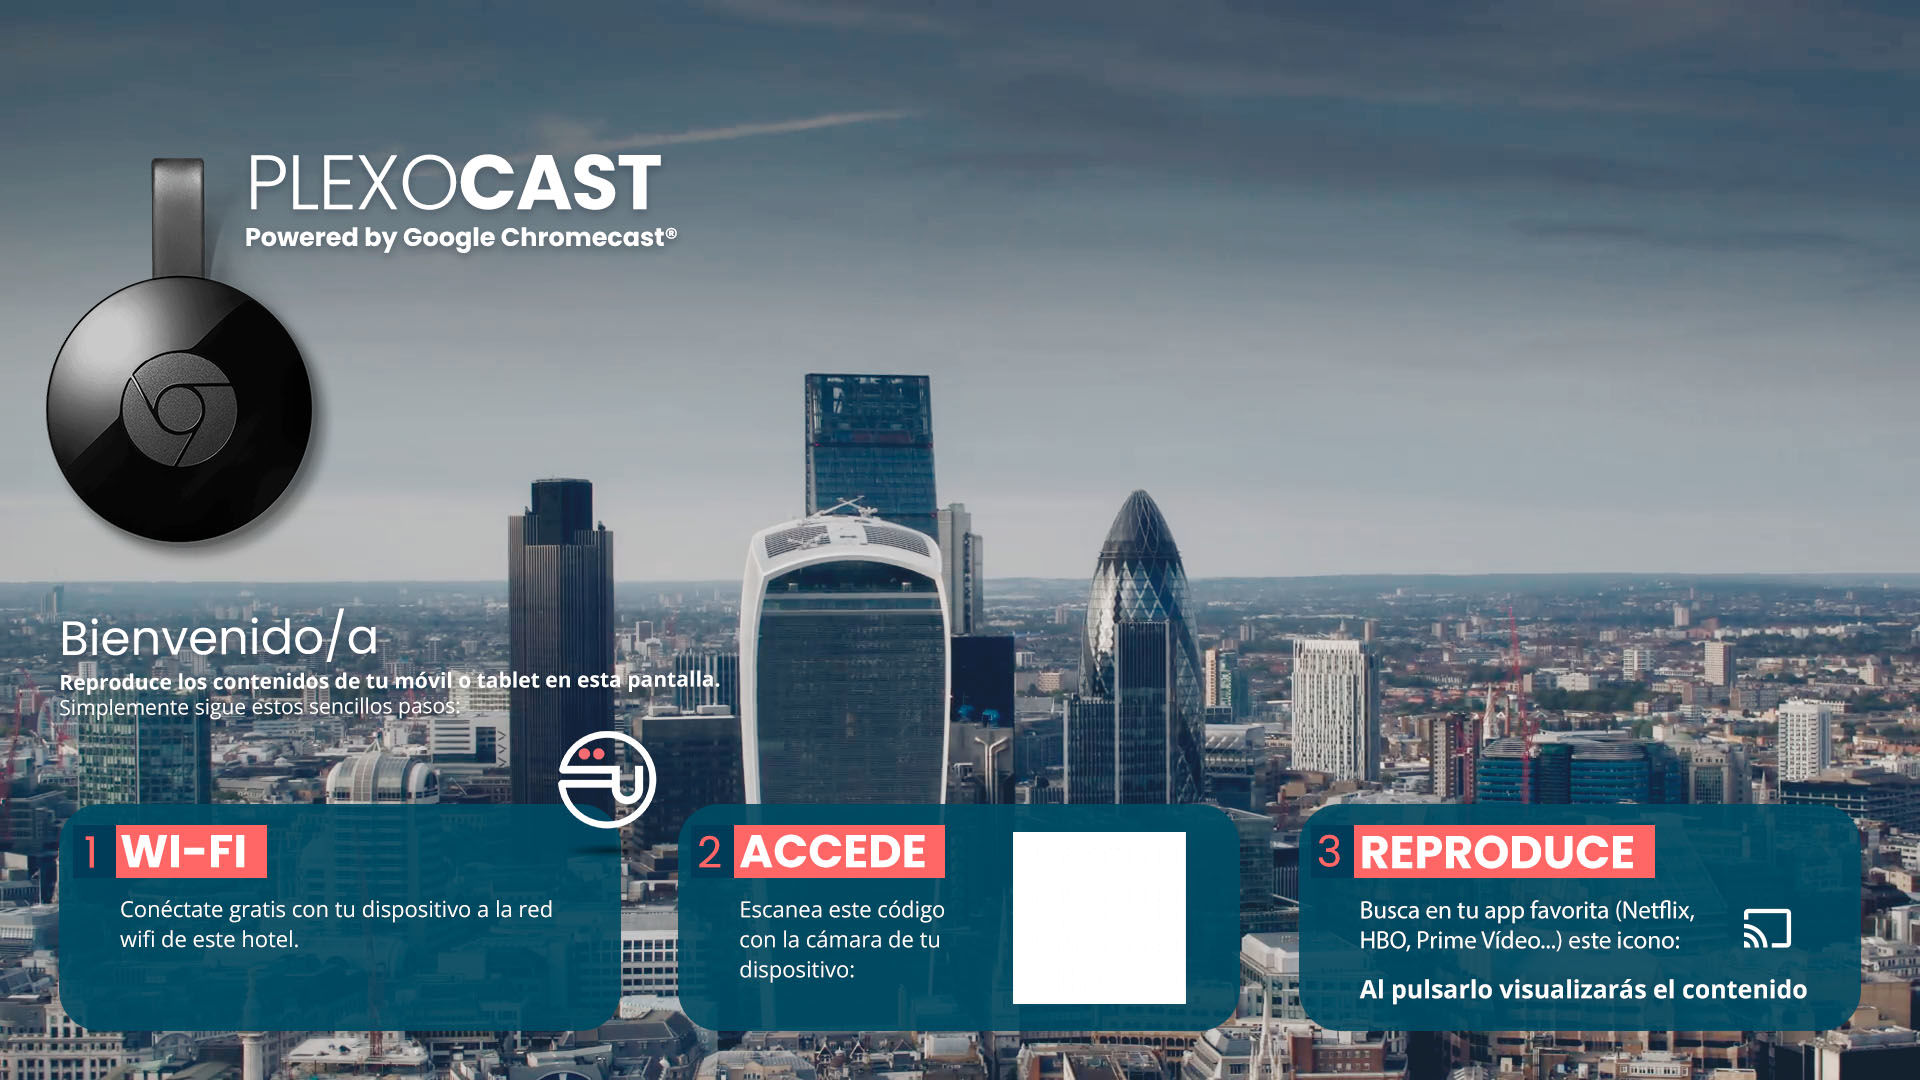 PLEXOCAST
Powered by Google Chromecast®
Bienvenido/a
Reproduce los contenidos de tu móvil o tablet en esta pantalla.
Simplemente sigue estos sencillos pasos:
1 WI-FI
Conéctate gratis con tu dispositivo a la red
wifi de este hotel.
2 ACCEDE
Escanea este código
con la cámara de tu
dispositivo:
3 REPRODUCE
Busca en tu app favorita (Netflix,
HBO, Prime Vídeo...) este icono:
Al pulsarlo visualizarás el contenido